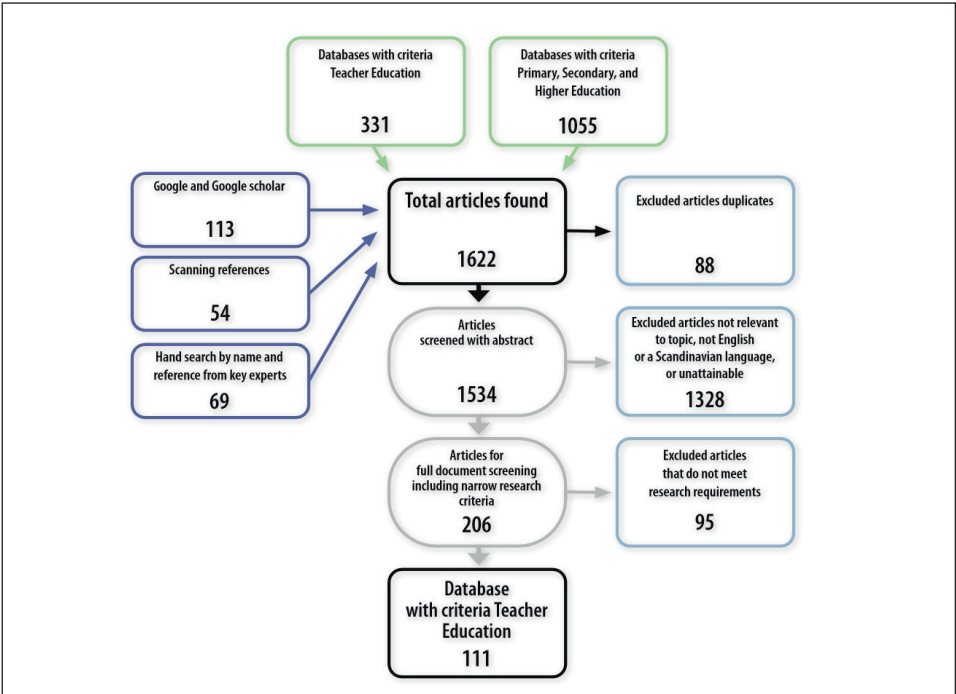 Databases with criteria
Teacher Education
331
Databases with criteria
Primary, Secondary, and
Higher Education
1055
Google and Google scholar
113
Scanning references
54
Hand search by name and
reference from key experts
69
Total articles found
1622
Excluded articles duplicates
88
Articles
screened with abstract
1534
Excluded articles not relevant
to topic, not English
or a Scandinavian language,
or unattainable
1328
Articles for
full document screening
including narrow research
criteria
206
Excluded articles
that do not meet
research requirements
95
Database
with criteria Teacher
Education
111